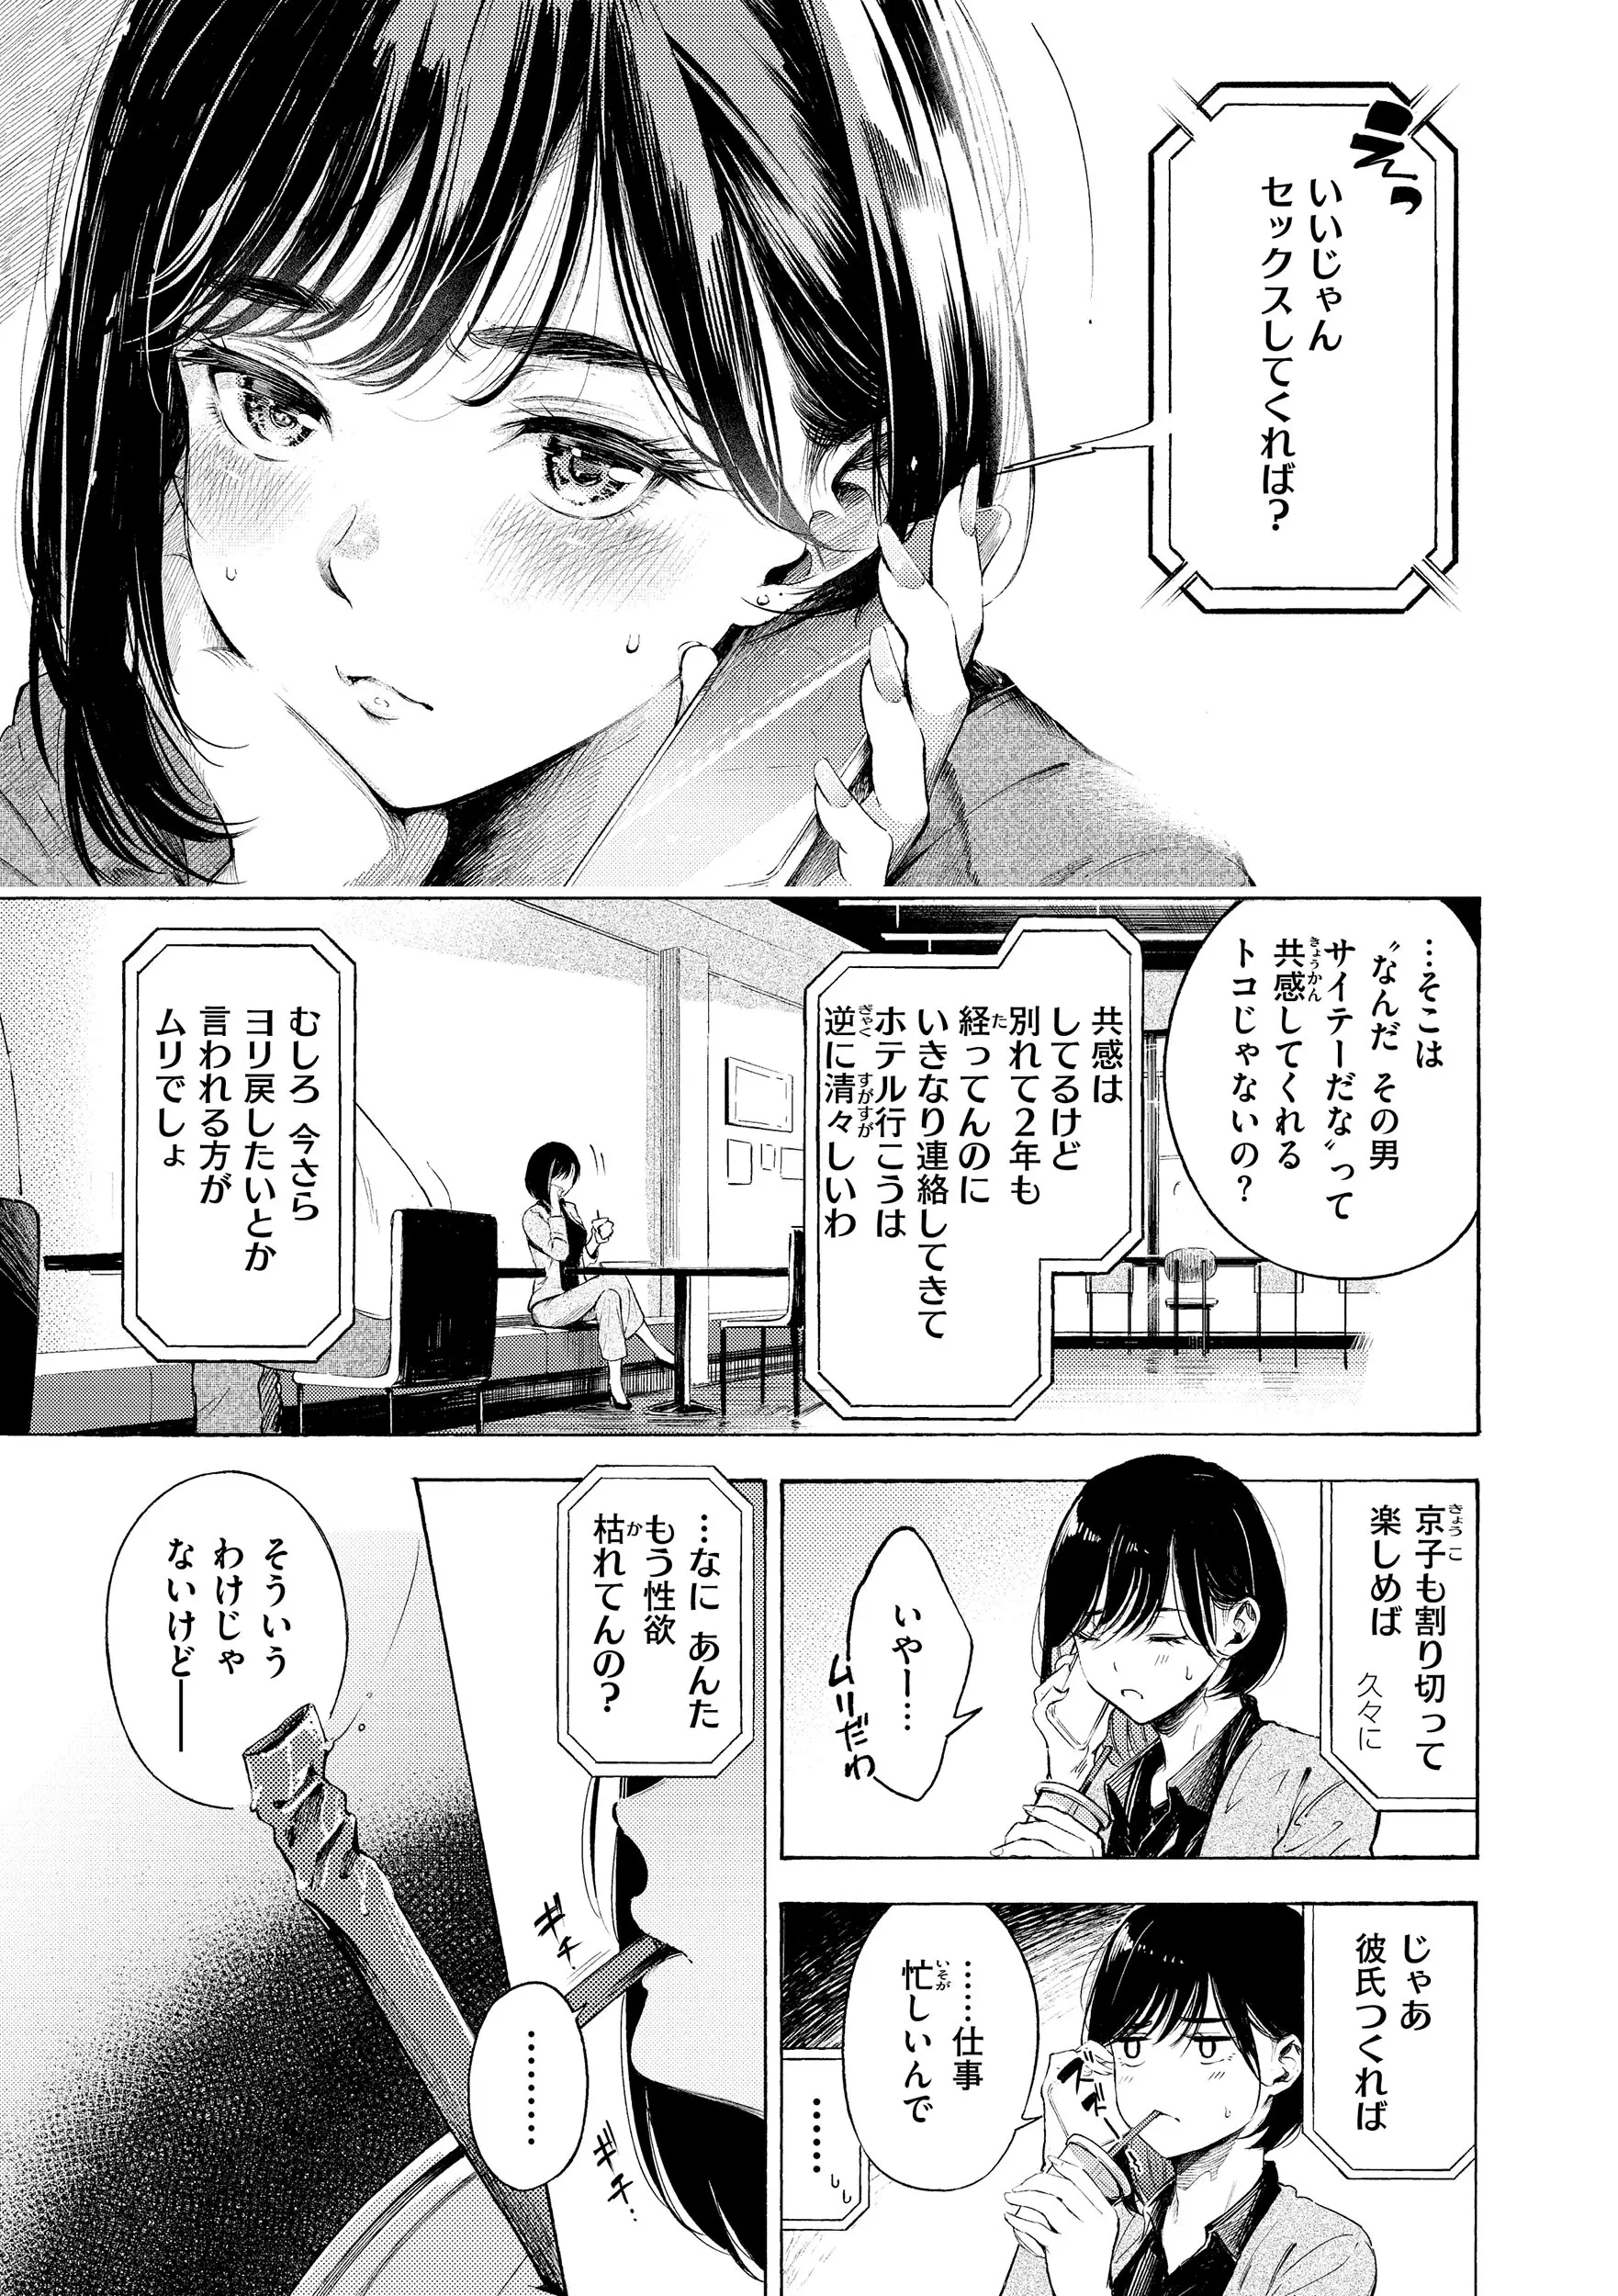 えっ
いいじゃん
セックスしてくれば?
…そこは
〝なんだ その男
サイテーだな〟って
共感してくれる
トコじゃないの?
共感は
してるけど
別れて2年も
経ってんのに
いきなり連絡してきて
ホテル行こうは
逆に清々しいわ
むしろ 今さら
ヨリ戻したいとか
言われる方が
ムリでしょ
京子も割り切って
楽しめば
久々に
いやー…
ムリだわ
じゃあ
彼氏つくれば
……仕事
忙しいんで
……
…なに あんた
もう性欲
枯れてんの?
ギチ
…………
ギチ…
そういう
わけじゃ
ないけど──